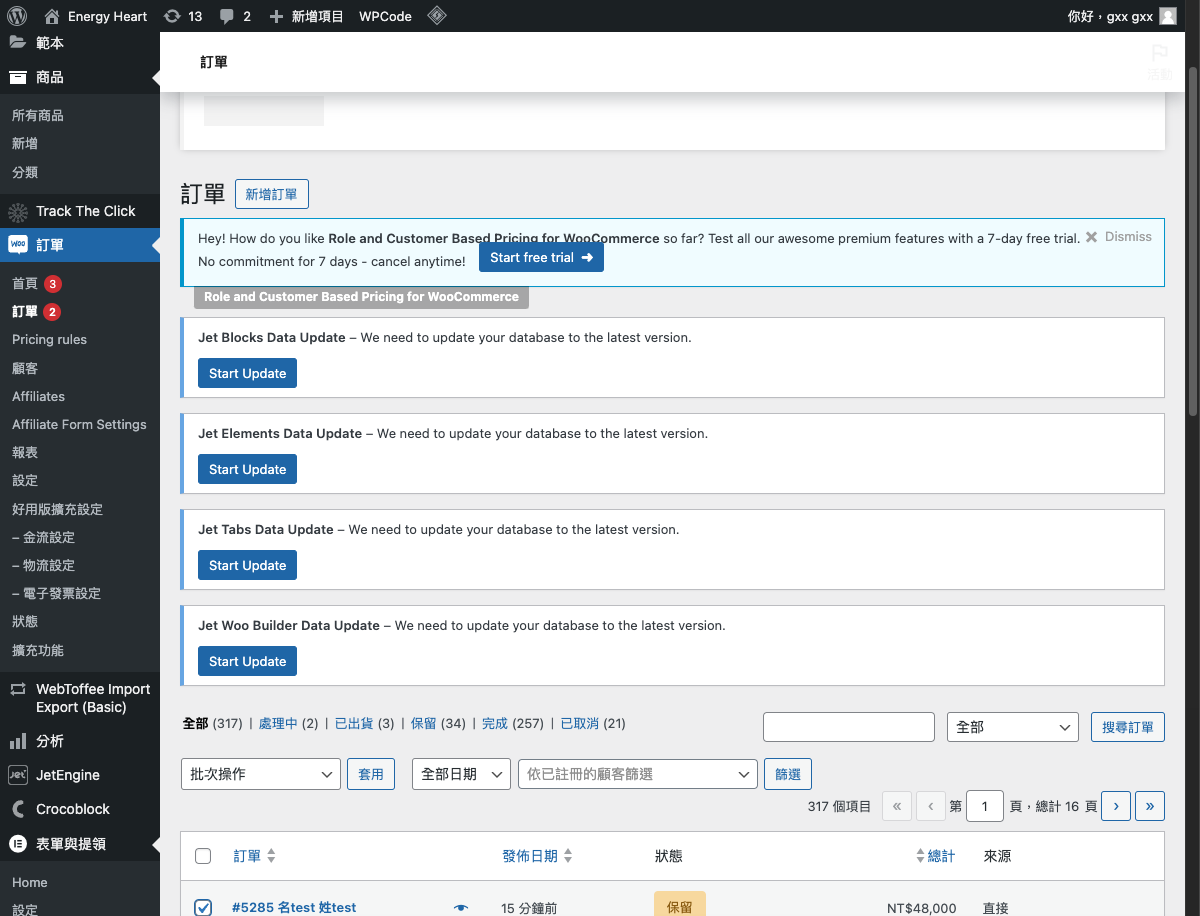 Energy Heart
13
2
新增項目
WPCode
你好，gxx gxx
範本
商品
所有商品
新增
分類
Track The Click
woo 訂單
首頁 3
訂單 2
Pricing rules
顧客
Affiliates
Affiliate Form Settings
報表
設定
好用版擴充設定
– 金流設定
– 物流設定
– 電子發票設定
狀態
擴充功能
WebToffee Import
Export (Basic)
分析
Jet JetEngine
Crocoblock
表單與提領
Home
設定
訂單
活動
訂單 新增訂單
Hey! How do you like Role and Customer Based Pricing for WooCommerce so far? Test all our awesome premium features with a 7-day free trial.
No commitment for 7 days - cancel anytime! Start free trial ➜
Dismiss
Role and Customer Based Pricing for WooCommerce
Jet Blocks Data Update – We need to update your database to the latest version.
Start Update
Jet Elements Data Update – We need to update your database to the latest version.
Start Update
Jet Tabs Data Update – We need to update your database to the latest version.
Start Update
Jet Woo Builder Data Update – We need to update your database to the latest version.
Start Update
全部 (317) | 處理中 (2) | 已出貨 (3) | 保留 (34) | 完成 (257) | 已取消 (21)
全部 搜尋訂單
批次操作 套用 全部日期 依已註冊的顧客篩選 篩選
317 個項目 « ‹ 第 1 頁，總計 16 頁 › »
訂單 發佈日期 狀態 總計 來源
#5285 名test 姓test 15 分鐘前 保留 NT$48,000 直接